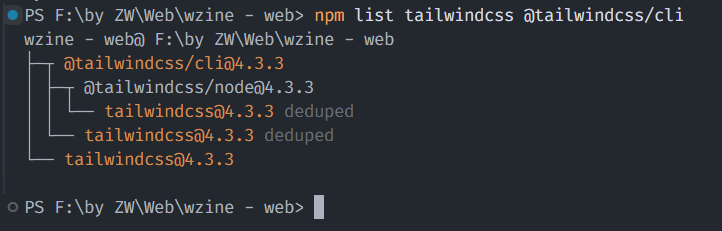 PS F:\by ZW\Web\wzine - web> npm list tailwindcss @tailwindcss/cli
wzine - web@ F:\by ZW\Web\wzine - web
├─┬ @tailwindcss/cli@4.3.3
│ ├─┬ @tailwindcss/node@4.3.3
│ │ └── tailwindcss@4.3.3 deduped
│ └── tailwindcss@4.3.3 deduped
└── tailwindcss@4.3.3
PS F:\by ZW\Web\wzine - web>